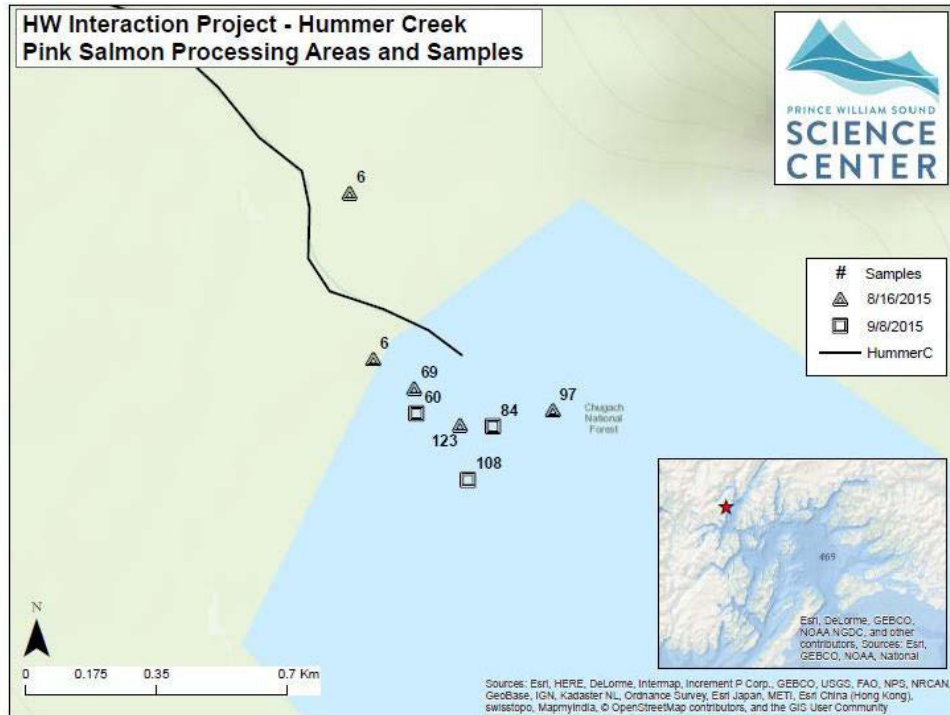 HW Interaction Project - Hummer Creek
Pink Salmon Processing Areas and Samples
PRINCE WILLIAM SOUND
SCIENCE
CENTER
6
# Samples
8/16/2015
9/8/2015
HummerC
6
69
60
84
97
123
108
Chugach
National
Forest
469
Esri, DeLorme, GEBCO,
NOAA NGDC, and other
contributors, Sources: Esri,
GEBCO, NOAA, National
N
0 0.175 0.35 0.7 Km
Sources: Esri, HERE, DeLorme, Intermap, increment P Corp., GEBCO, USGS, FAO, NPS, NRCAN,
GeoBase, IGN, Kadaster NL, Ordnance Survey, Esri Japan, METI, Esri China (Hong Kong),
swisstopo, MapmyIndia, © OpenStreetMap contributors, and the GIS User Community